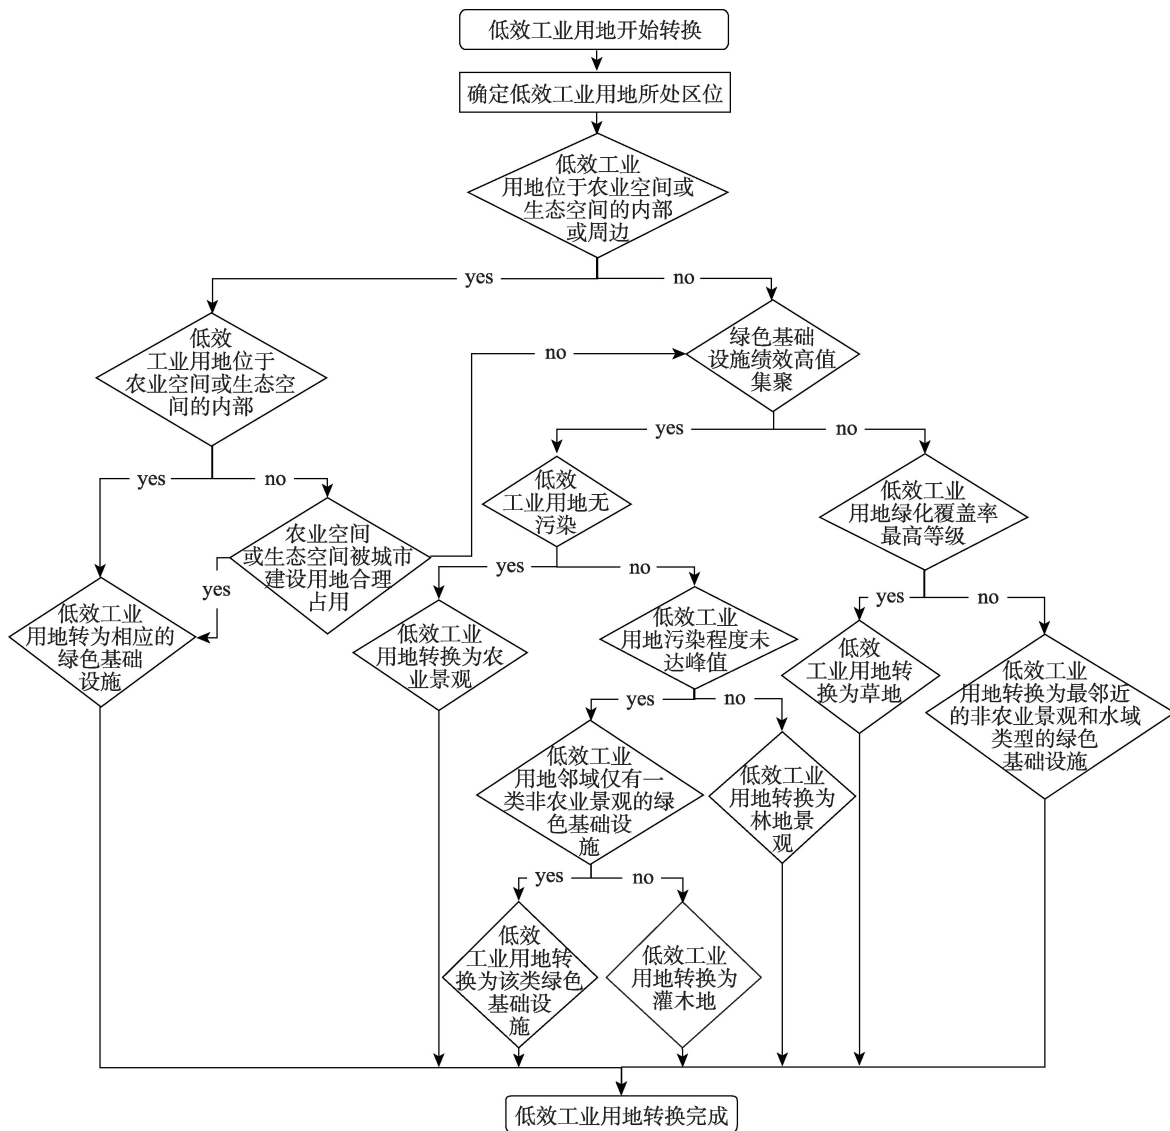 低效工业用地开始转换
确定低效工业用地所处区位
低效工业
用地位于农业空间或
生态空间的内部
或周边
yes
no
低效
工业用地位于
农业空间或生态空
间的内部
no
绿色基础
设施绩效高值
集聚
yes
no
yes
no
低效
工业用地无
污染
低效工业
用地绿化覆盖率
最高等级
农业空间
或生态空间被城市
建设用地合理
占用
yes
yes
no
yes
no
低效工业
用地转为相应的
绿色基础
设施
低效工业
用地转换为农
业景观
低效工业
用地污染程度未
达峰值
低效
工业用地转
换为草地
低效工业
用地转换为最邻近
的非农业景观和水域
类型的绿色
基础设施
yes
no
低效工业
用地邻域仅有一
类非农业景观的绿
色基础设
施
低效工业
用地转换为
林地景
观
yes
no
低效
工业用地转
换为该类绿色
基础设
施
低效工业
用地转换为
灌木地
低效工业用地转换完成